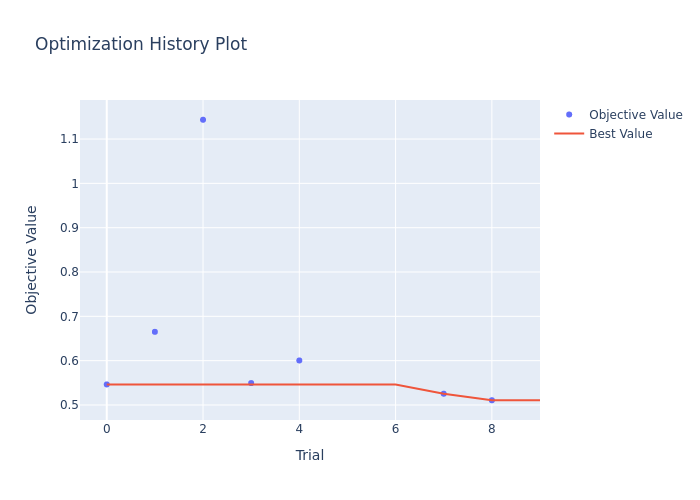 Optimization History Plot
Objective Value
Best Value
1.1
1
0.9
0.8
0.7
0.6
0.5
Objective Value
0
2
4
6
8
Trial